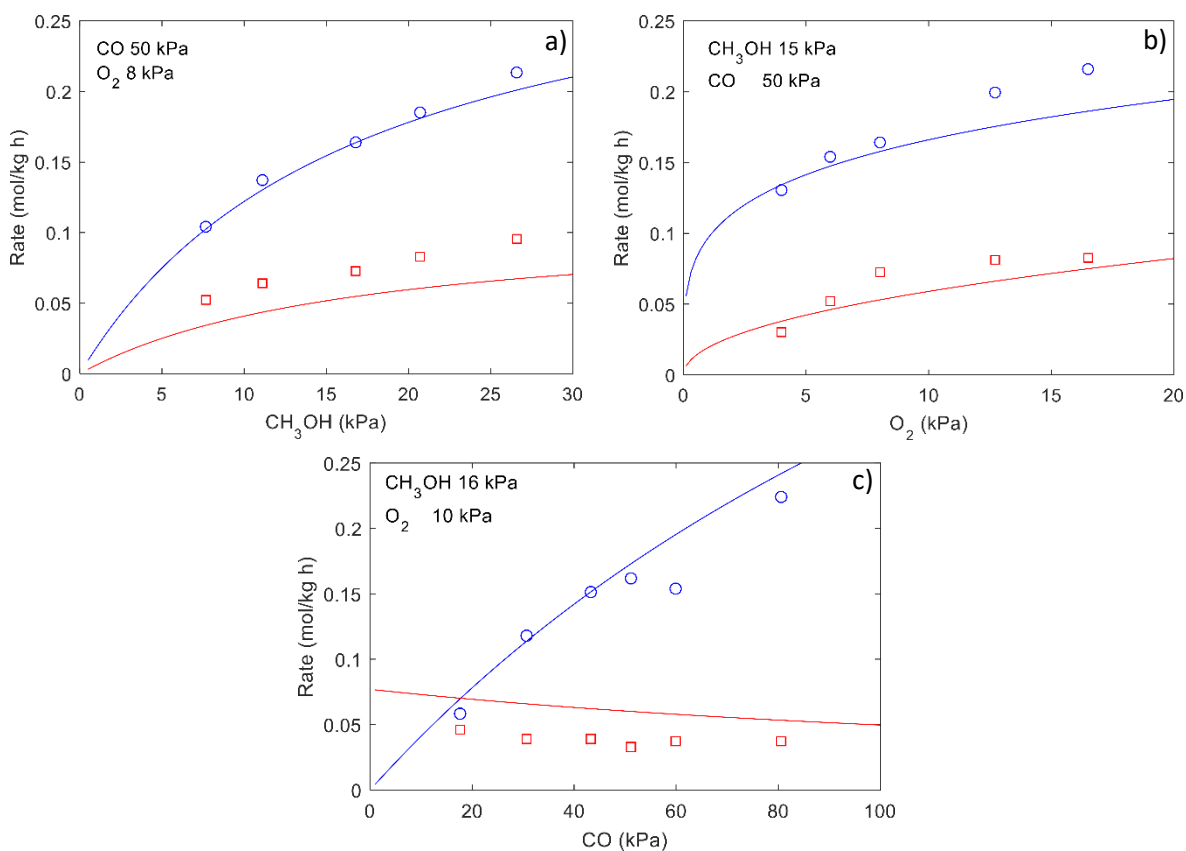 a)
CO 50 kPa
O2 8 kPa
Rate (mol/kg h)
0.25
0.2
0.15
0.1
0.05
0
0 5 10 15 20 25 30
CH3OH (kPa)
b)
CH3OH 15 kPa
CO 50 kPa
Rate (mol/kg h)
0.25
0.2
0.15
0.1
0.05
0
0 5 10 15 20
O2 (kPa)
c)
CH3OH 16 kPa
O2 10 kPa
Rate (mol/kg h)
0.25
0.2
0.15
0.1
0.05
0
0 20 40 60 80 100
CO (kPa)